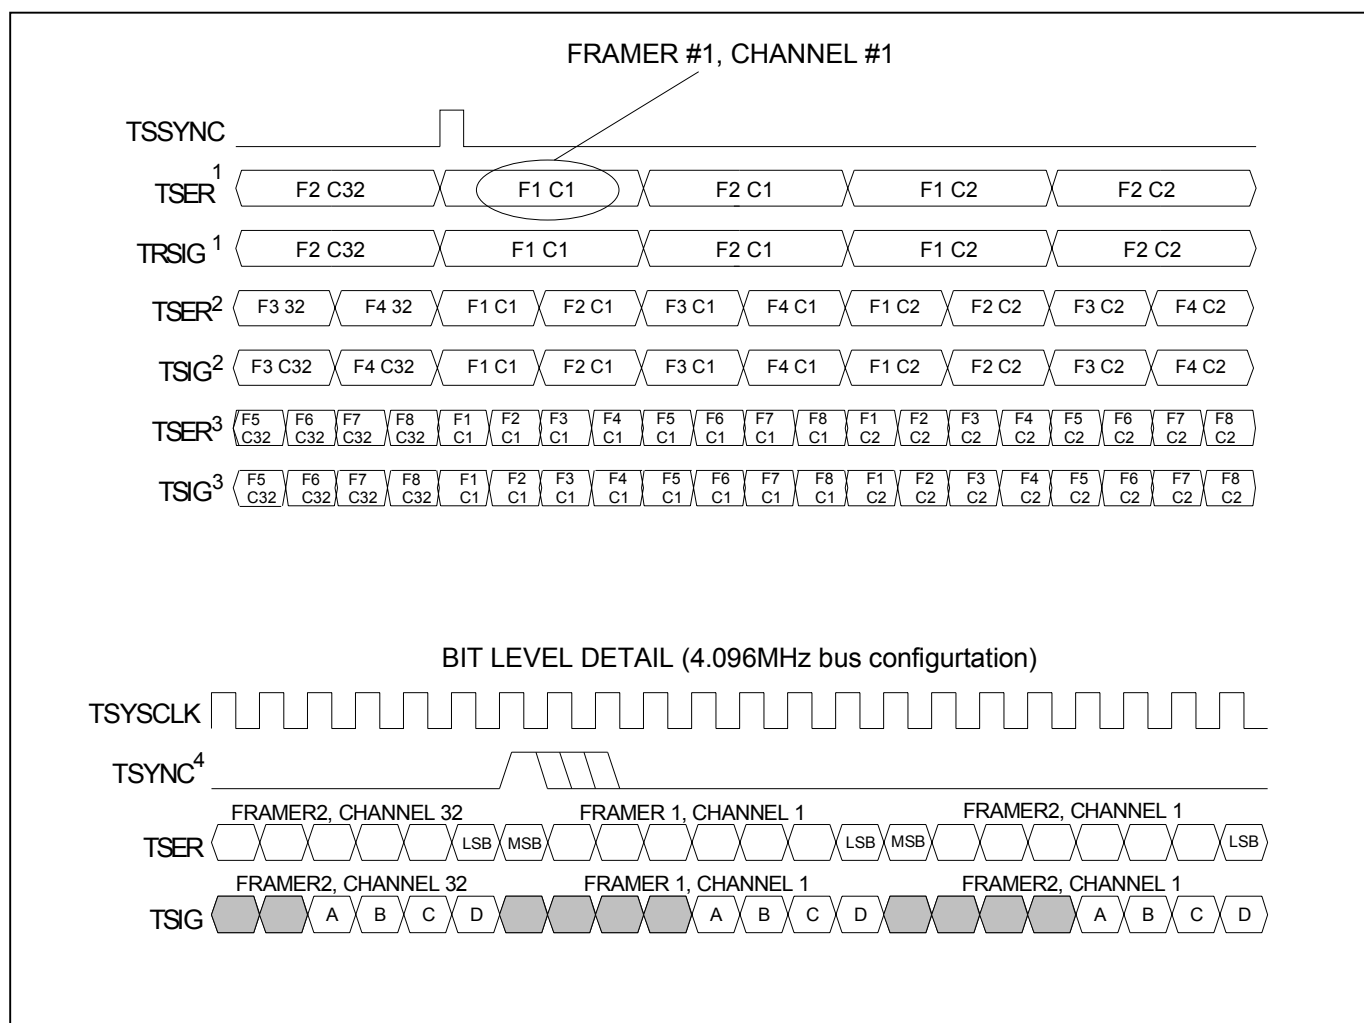 FRAMER #1, CHANNEL #1
TSSYNC
TSER1 F2 C32 F1 C1 F2 C1 F1 C2 F2 C2
TRSIG 1 F2 C32 F1 C1 F2 C1 F1 C2 F2 C2
TSER2 F3 32 F4 32 F1 C1 F2 C1 F3 C1 F4 C1 F1 C2 F2 C2 F3 C2 F4 C2
TSIG2 F3 C32 F4 C32 F1 C1 F2 C1 F3 C1 F4 C1 F1 C2 F2 C2 F3 C2 F4 C2
TSER3 F5 C32 F6 C32 F7 C32 F8 C32 F1 C1 F2 C1 F3 C1 F4 C1 F5 C1 F6 C1 F7 C1 F8 C1 F1 C2 F2 C2 F3 C2 F4 C2 F5 C2 F6 C2 F7 C2 F8 C2
TSIG3 F5 C32 F6 C32 F7 C32 F8 C32 F1 C1 F2 C1 F3 C1 F4 C1 F5 C1 F6 C1 F7 C1 F8 C1 F1 C2 F2 C2 F3 C2 F4 C2 F5 C2 F6 C2 F7 C2 F8 C2
BIT LEVEL DETAIL (4.096MHz bus configurtation)
TSYSCLK
TSYNC4
FRAMER2, CHANNEL 32 FRAMER 1, CHANNEL 1 FRAMER2, CHANNEL 1
TSER LSB MSB LSB MSB LSB
FRAMER2, CHANNEL 32 FRAMER 1, CHANNEL 1 FRAMER2, CHANNEL 1
TSIG A B C D A B C D A B C D